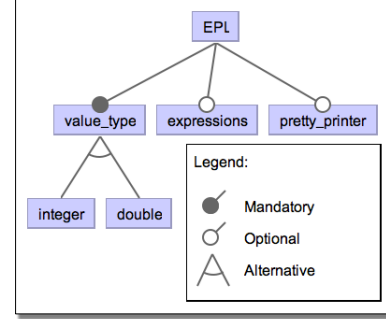 EPL
value_type expressions pretty_printer
Legend:
integer double
Mandatory
Optional
Alternative